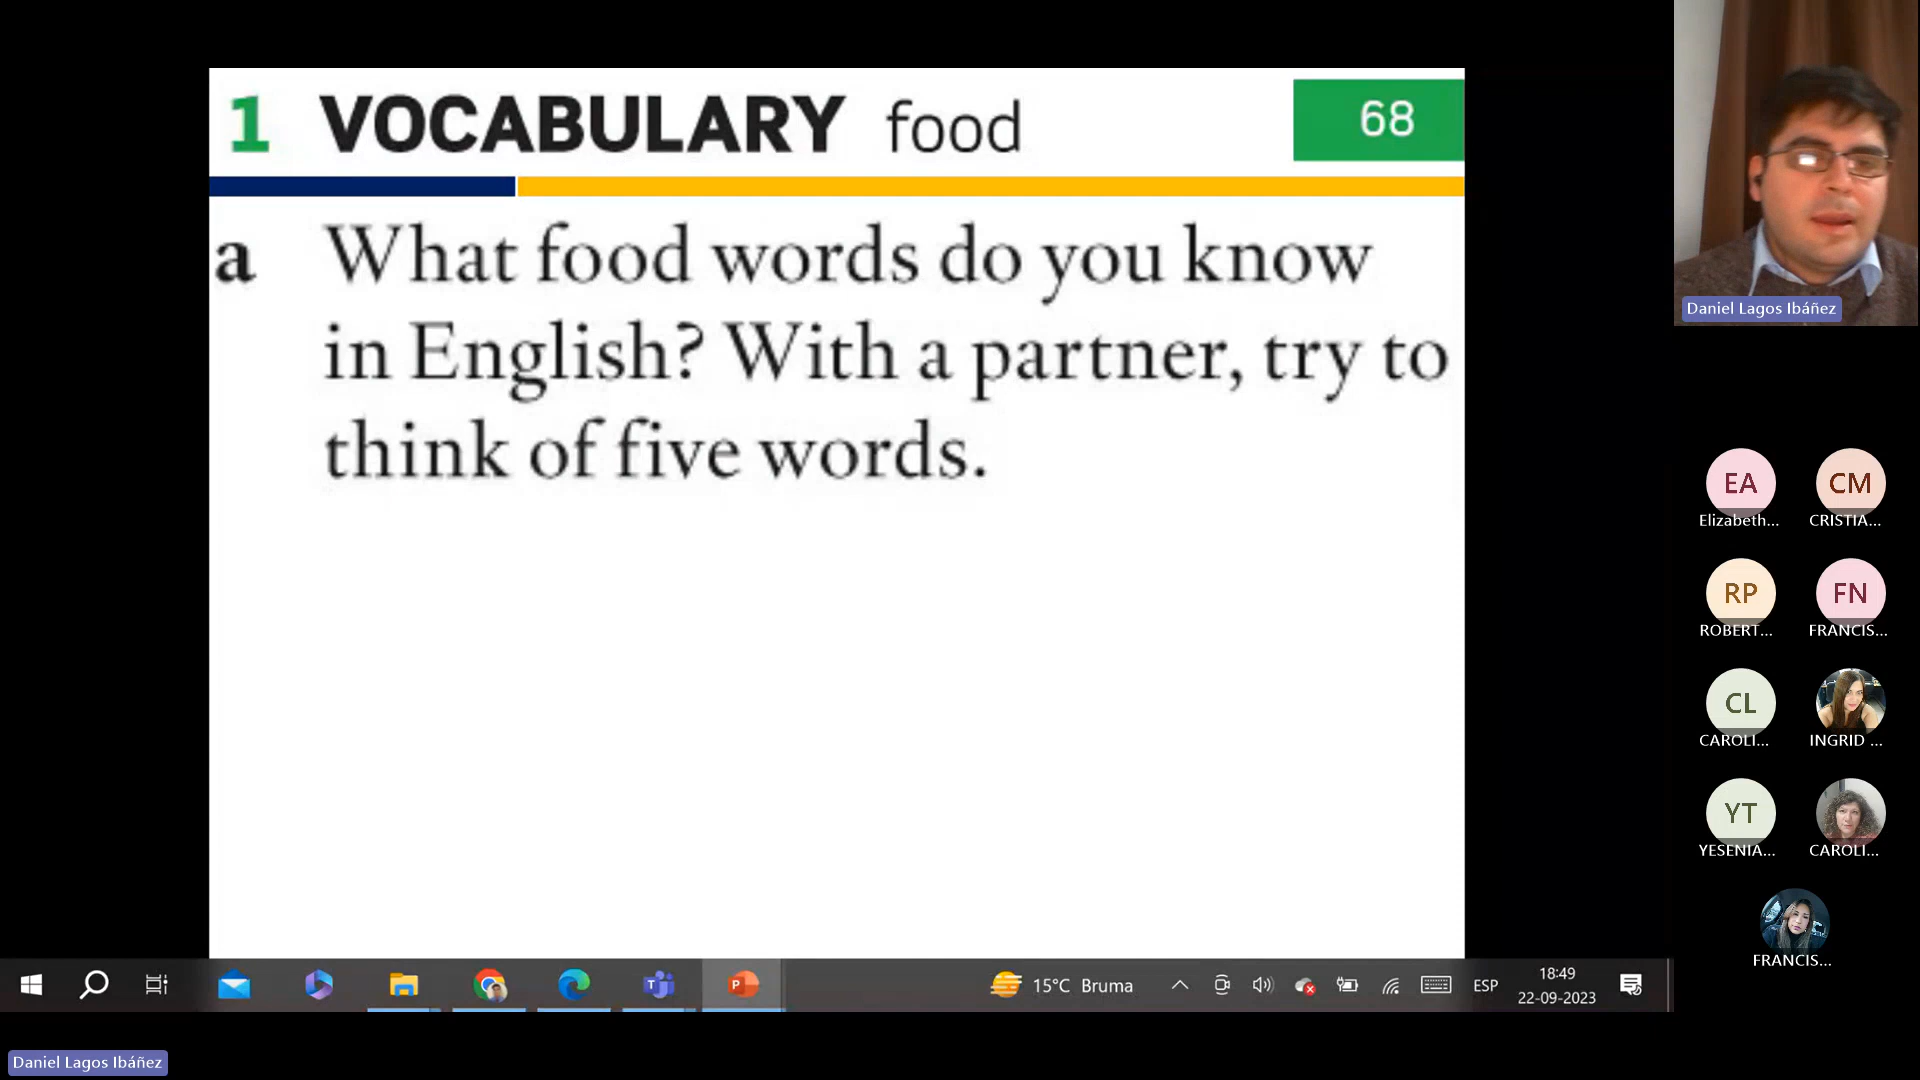 1 VOCABULARY food 68
a What food words do you know
in English? With a partner, try to
think of five words.
Daniel Lagos Ibáñez
EA CM
Elizabeth... CRISTIA...
RP FN
ROBERT... FRANCIS...
CL
CAROLI... INGRID ...
YT
YESENIA... CAROLI...
FRANCIS...
15°C Bruma ESP 18:49
22-09-2023
Daniel Lagos Ibáñez